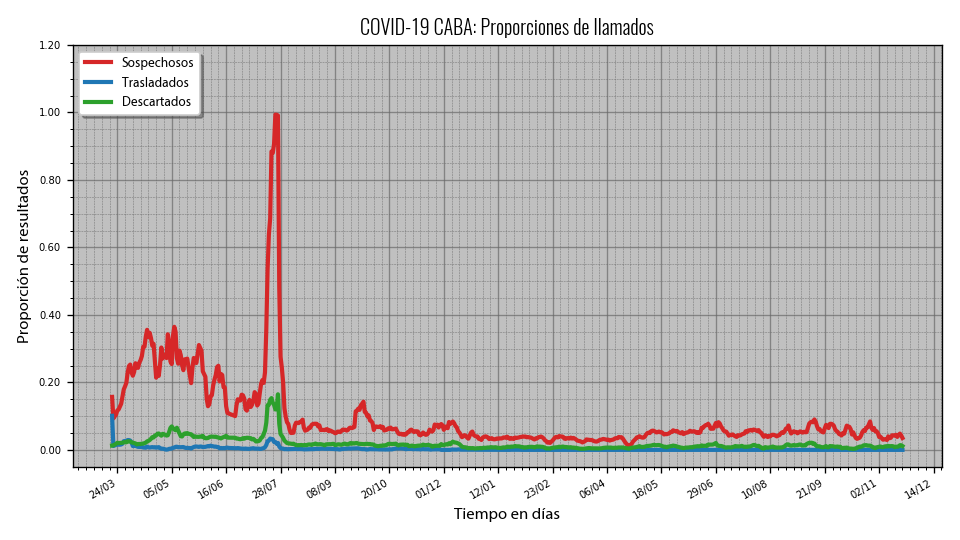 COVID-19 CABA: Proporciones de llamados
Sospechosos
Trasladados
Descartados
Proporción de resultados
1.20
1.00
0.80
0.60
0.40
0.20
0.00
24/03 05/05 16/06 28/07 08/09 20/10 01/12 12/01 23/02 06/04 18/05 29/06 10/08 21/09 02/11 14/12
Tiempo en días